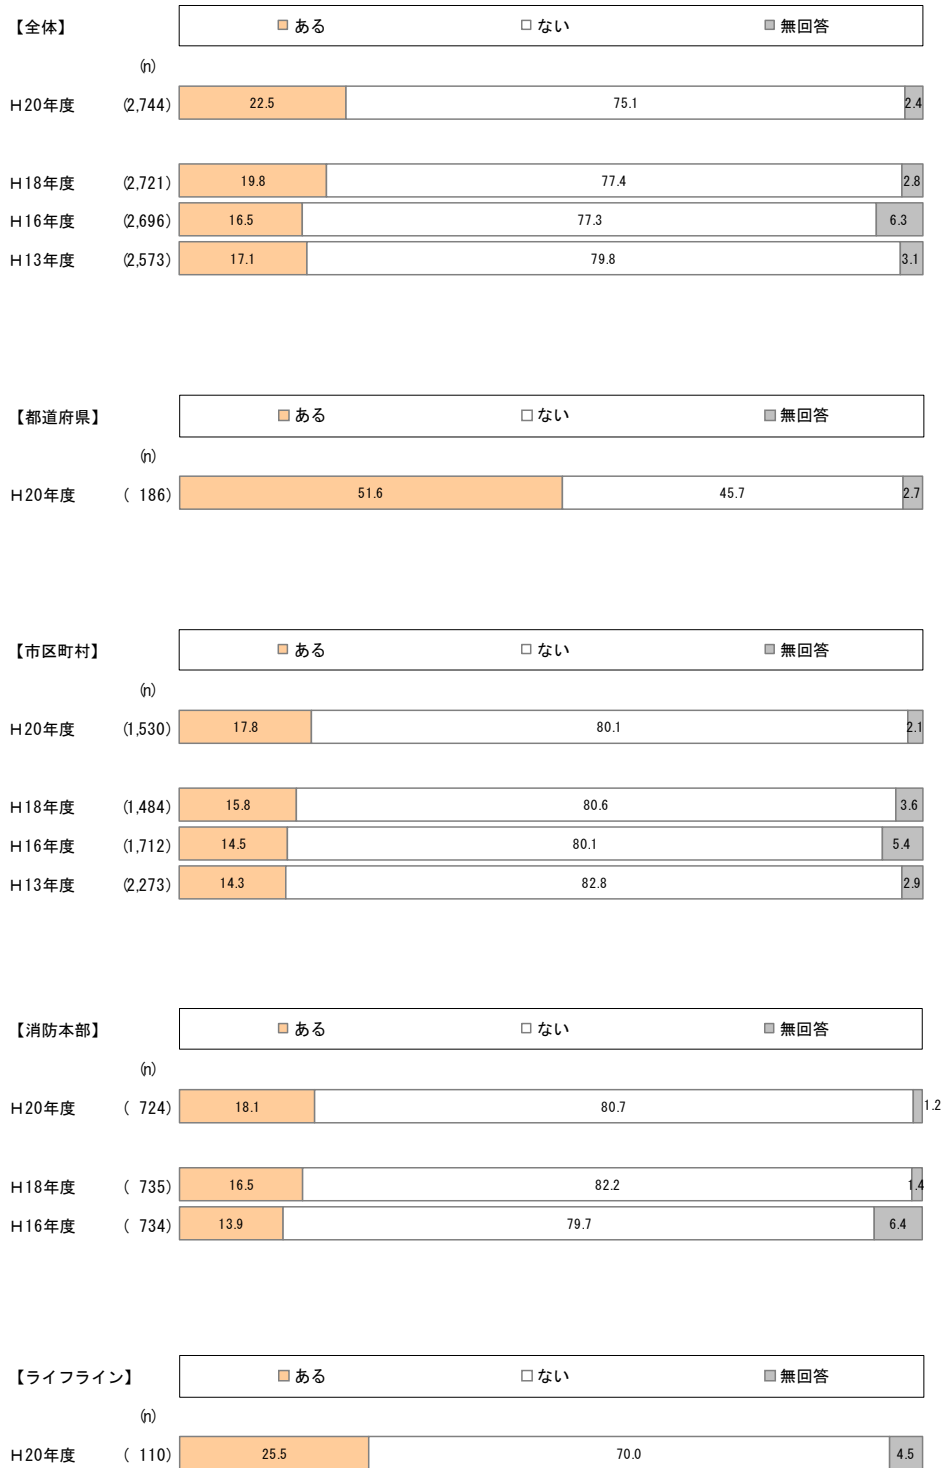 【全体】 ある ない 無回答
(n)
H20年度 (2,744) 22.5 75.1 2.4
H18年度 (2,721) 19.8 77.4 2.8
H16年度 (2,696) 16.5 77.3 6.3
H13年度 (2,573) 17.1 79.8 3.1
【都道府県】 ある ない 無回答
(n)
H20年度 ( 186) 51.6 45.7 2.7
【市区町村】 ある ない 無回答
(n)
H20年度 (1,530) 17.8 80.1 2.1
H18年度 (1,484) 15.8 80.6 3.6
H16年度 (1,712) 14.5 80.1 5.4
H13年度 (2,273) 14.3 82.8 2.9
【消防本部】 ある ない 無回答
(n)
H20年度 ( 724) 18.1 80.7 1.2
H18年度 ( 735) 16.5 82.2 1.4
H16年度 ( 734) 13.9 79.7 6.4
【ライフライン】 ある ない 無回答
(n)
H20年度 ( 110) 25.5 70.0 4.5